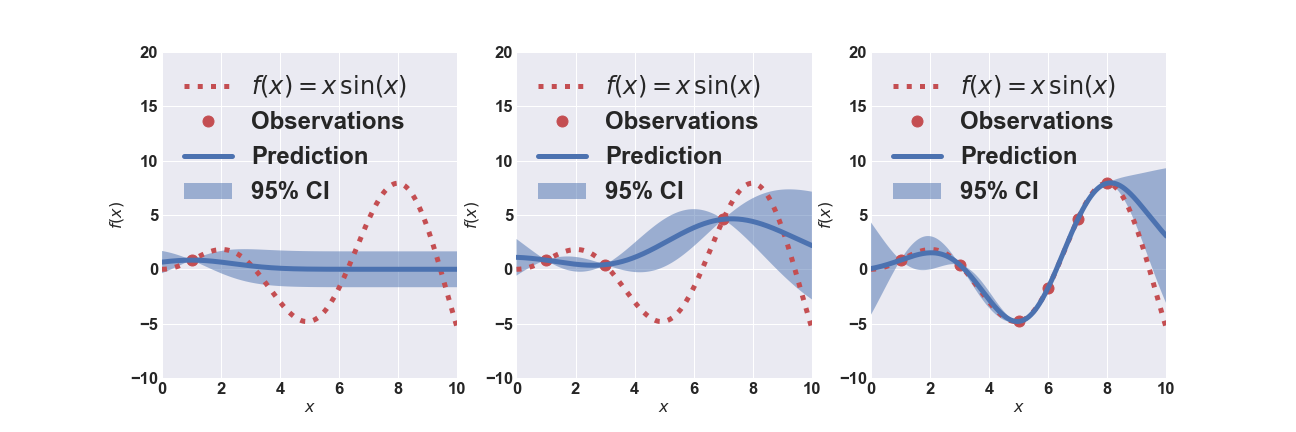 20
15
10
5
0
−5
−10
f(x)
f(x) = x sin(x)
Observations
Prediction
95% CI
0 2 4 6 8 10
x
20
15
10
5
0
−5
−10
f(x)
f(x) = x sin(x)
Observations
Prediction
95% CI
0 2 4 6 8 10
x
20
15
10
5
0
−5
−10
f(x)
f(x) = x sin(x)
Observations
Prediction
95% CI
0 2 4 6 8 10
x